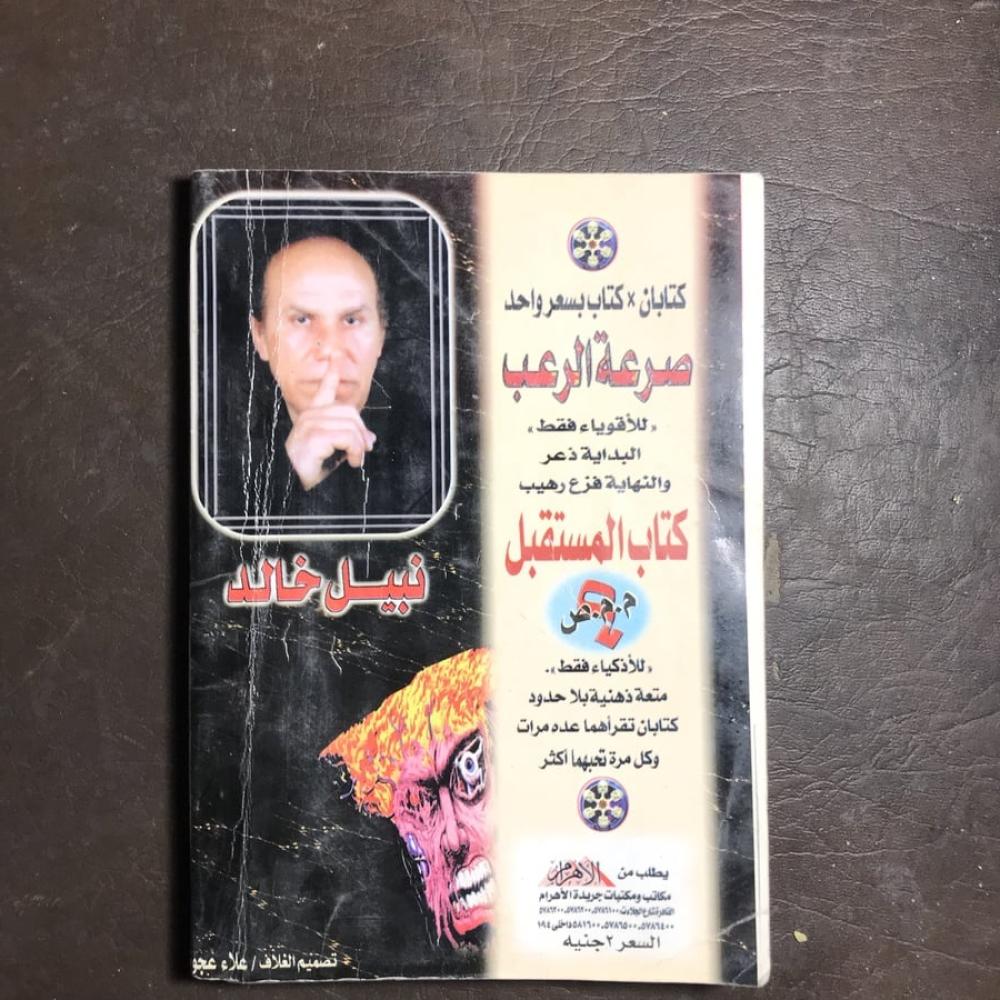 كتابان × كتاب بسعر واحد
صرعة الرعب
«للأقوياء فقط»
البداية ذعر
والنهاية فزع رهيب
كتاب المستقبل
«للأذكياء فقط».
متعة ذهنية بلا حدود
كتابان تقرأهما عده مرات
وكل مرة تحبهما أكثر
يطلب من الأهرام
مكاتب ومكتبات جريدة الأهرام
السعر ٢ جنيه
نبيل خالد
تصميم الغلاف / علاء عجو